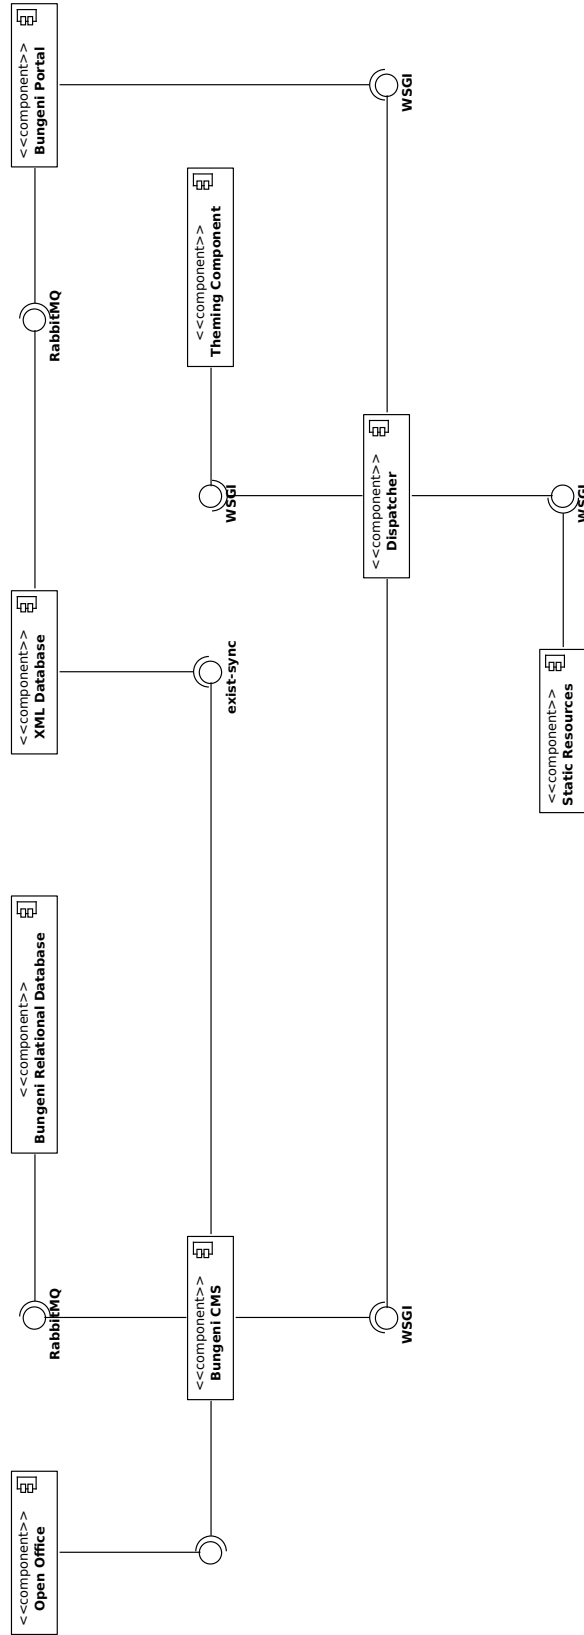 <<component>>
Open Office
<<component>>
Bungeni Relational Database
<<component>>
XML Database
<<component>>
Bungeni Portal
RabbitMQ
RabbitMQ
<<component>>
Bungeni CMS
<<component>>
Theming Component
exist-sync
WSGI
<<component>>
Dispatcher
WSGI
WSGI
<<component>>
Static Resources
WSGI